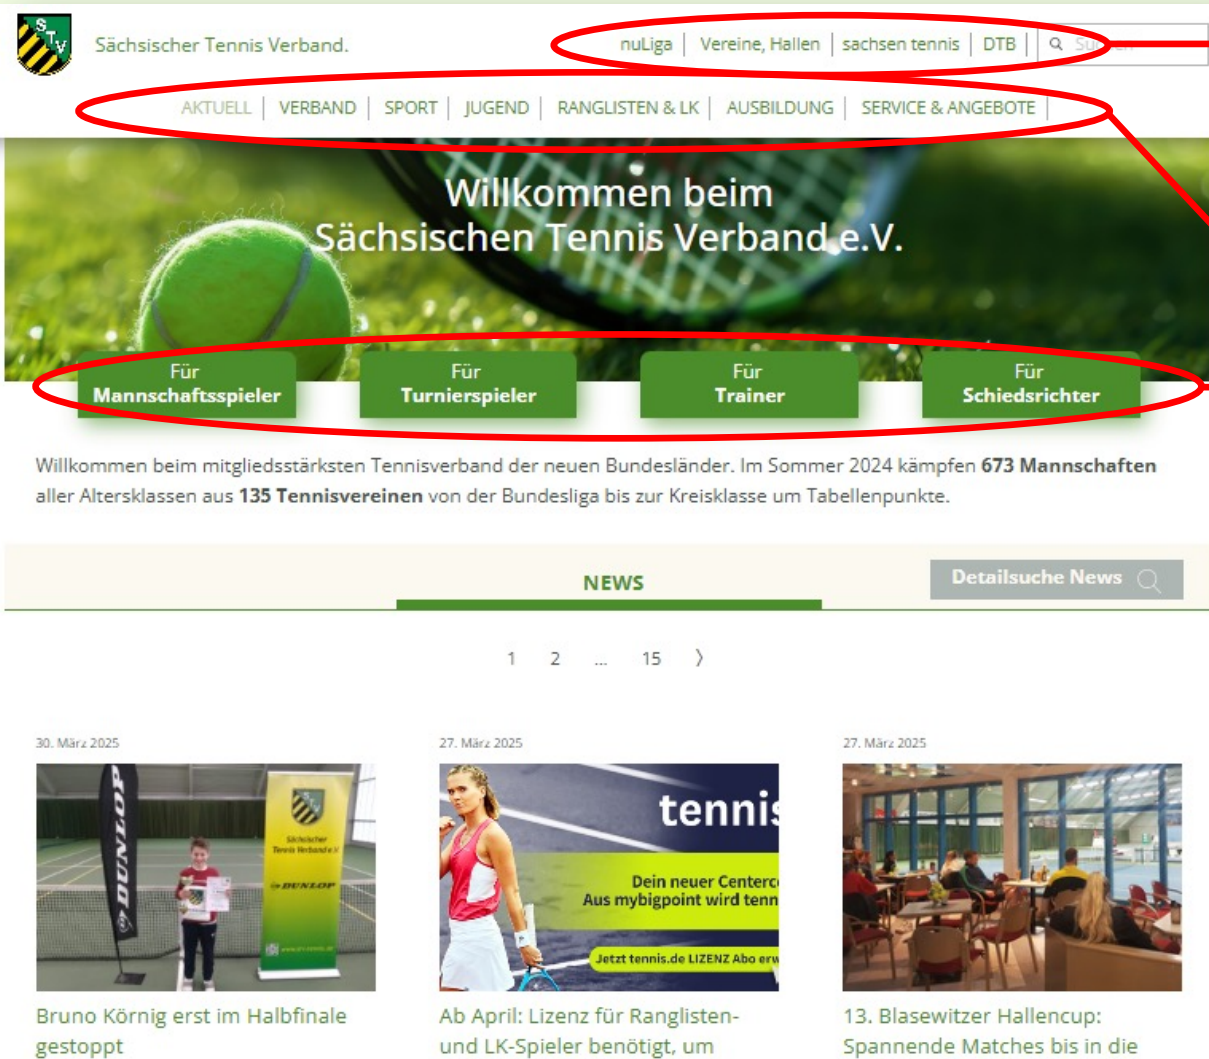 STV
Sächsischer Tennis Verband.
nuLiga | Vereine, Hallen | sachsen tennis | DTB |
AKTUELL | VERBAND | SPORT | JUGEND | RANGLISTEN & LK | AUSBILDUNG | SERVICE & ANGEBOTE |
Willkommen beim
Sächsischen Tennis Verband e.V.
Für
Mannschaftsspieler
Für
Turnierspieler
Für
Trainer
Für
Schiedsrichter
Willkommen beim mitgliedsstärksten Tennisverband der neuen Bundesländer. Im Sommer 2024 kämpfen 673 Mannschaften
aller Altersklassen aus 135 Tennisvereinen von der Bundesliga bis zur Kreisklasse um Tabellenpunkte.
NEWS
Detailsuche News
1 2 ... 15 〉
30. März 2025
DUNLOP
STV
Sächsischer
Tennis Verband e.V.
DUNLOP
Bruno Körnig erst im Halbfinale
gestoppt
27. März 2025
tennis
Dein neuer Centerc
Aus mybigpoint wird tenn
Jetzt tennis.de LIZENZ Abo erw
Ab April: Lizenz für Ranglisten-
und LK-Spieler benötigt, um
27. März 2025
13. Blasewitzer Hallencup:
Spannende Matches bis in die